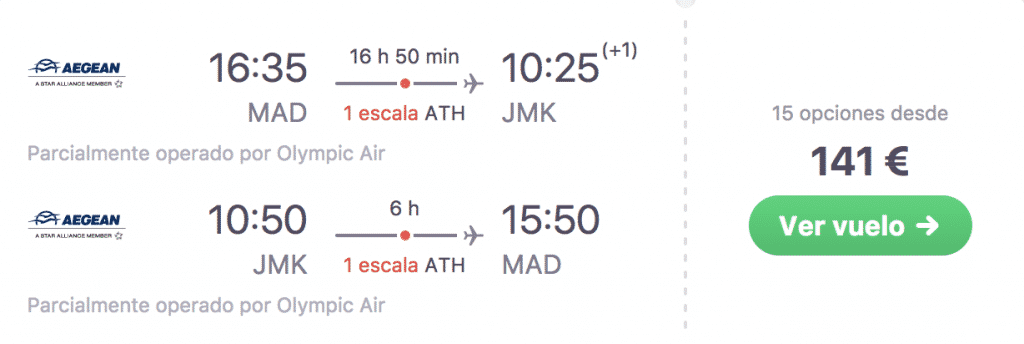 AEGEAN
A STAR ALLIANCE MEMBER
16:35
16 h 50 min
10:25(+1)
MAD
1 escala ATH
JMK
Parcialmente operado por Olympic Air
AEGEAN
A STAR ALLIANCE MEMBER
10:50
6 h
15:50
JMK
1 escala ATH
MAD
Parcialmente operado por Olympic Air
15 opciones desde
141 €
Ver vuelo →